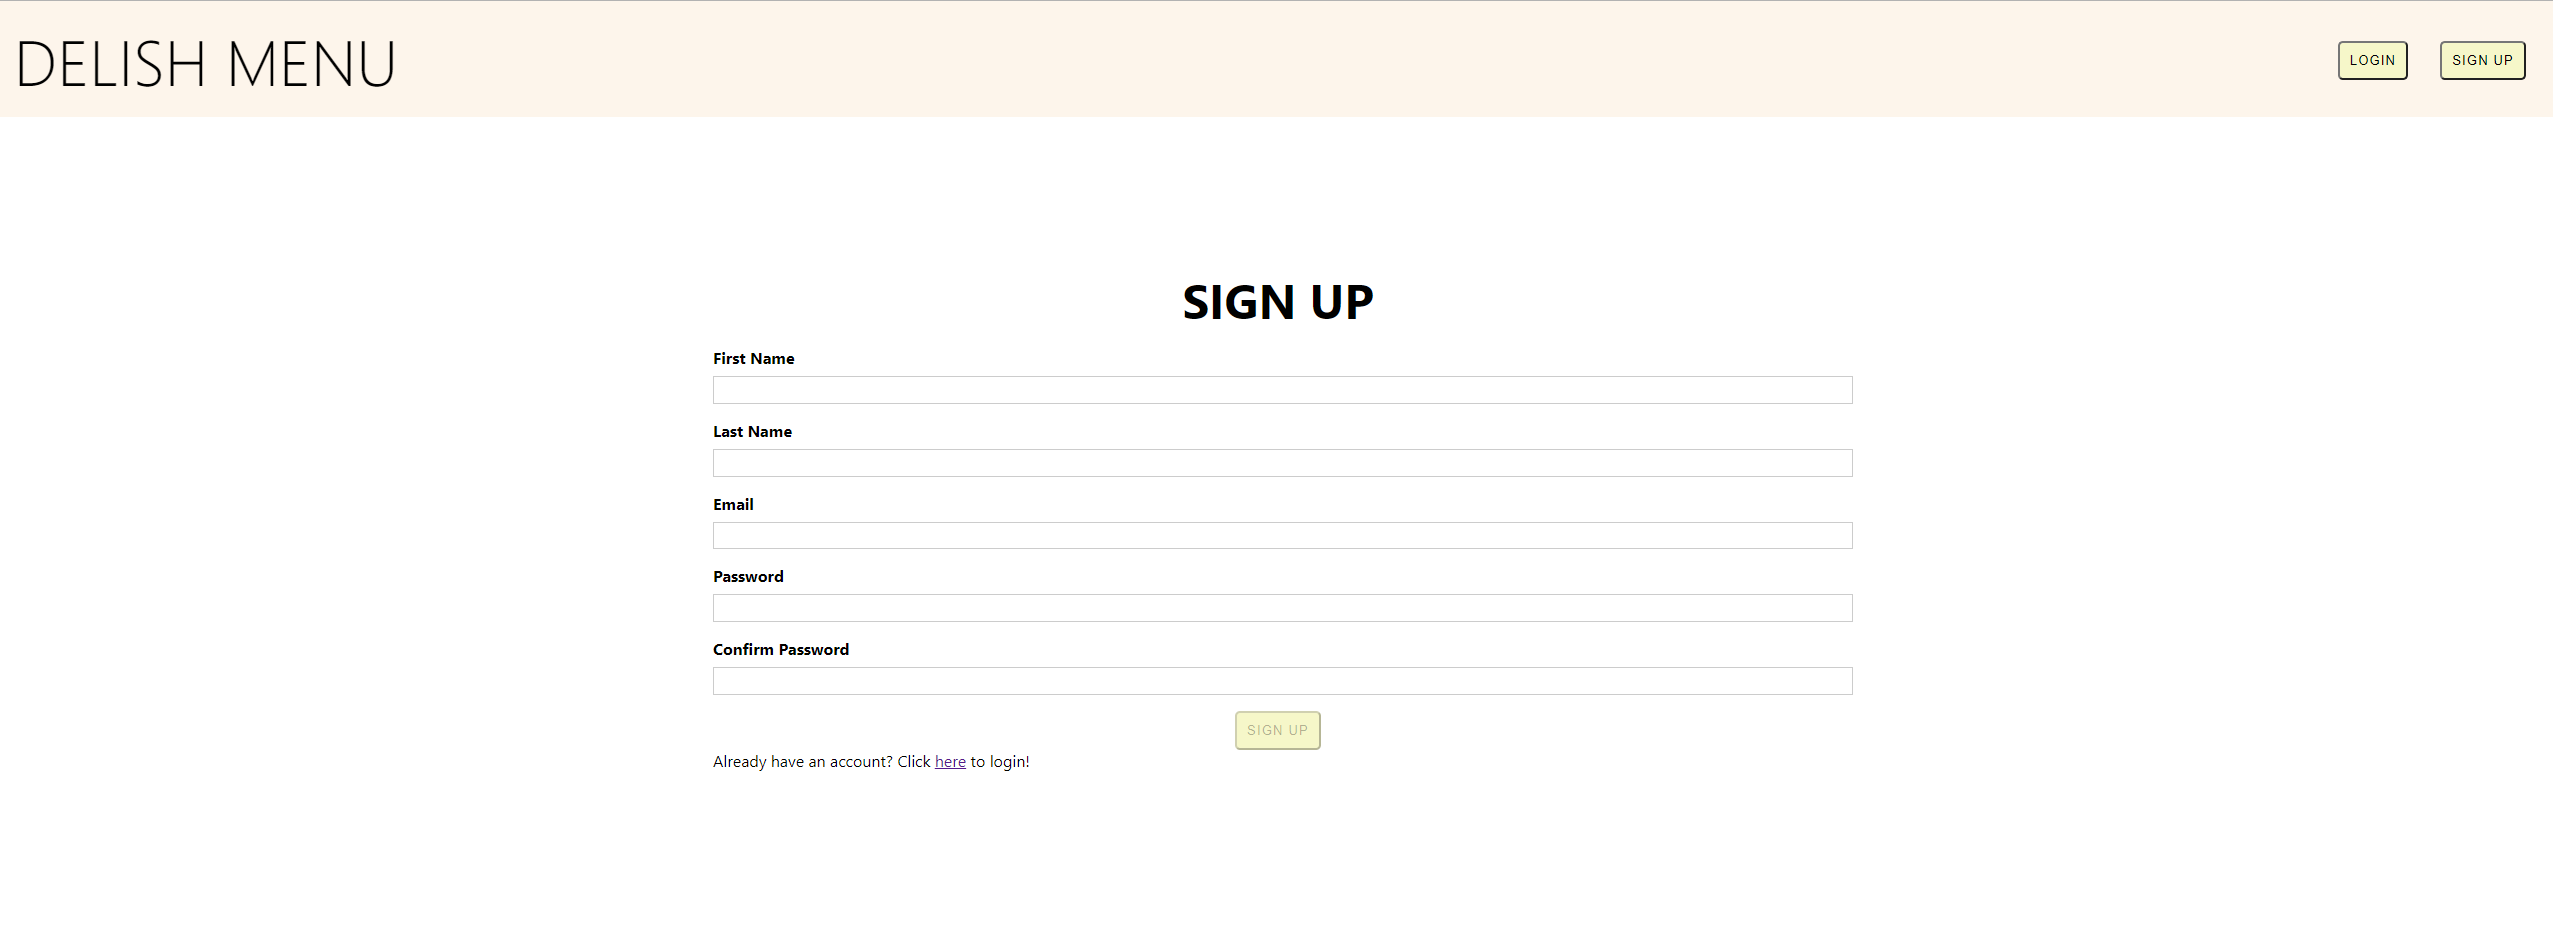 DELISH MENU
LOGIN
SIGN UP
SIGN UP
First Name
Last Name
Email
Password
Confirm Password
SIGN UP
Already have an account? Click here to login!